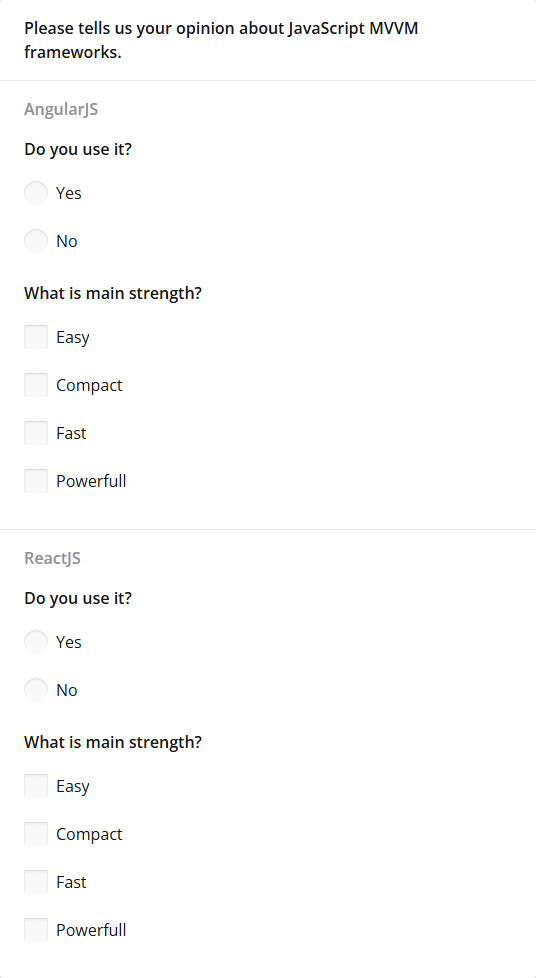 Please tells us your opinion about JavaScript MVVM
frameworks.
AngularJS
Do you use it?
Yes
No
What is main strength?
Easy
Compact
Fast
Powerfull
ReactJS
Do you use it?
Yes
No
What is main strength?
Easy
Compact
Fast
Powerfull